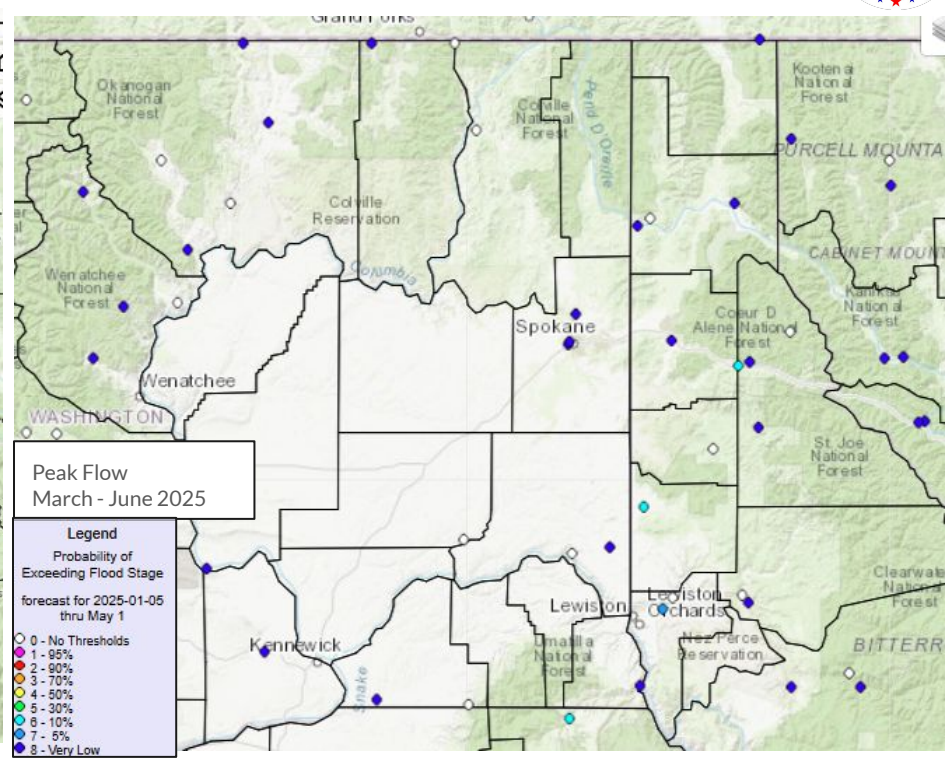 Grand Forks
Okanogan
National
Forest
Colville
National
Forest
Pend D'Oreille
Kootenai
National
Forest
PURCELL MOUNTA
Colville
Reservation
CABINET MOUNT
Columbia
Wenatchee
National
Forest
Kaniksu
National
Forest
Spokane
Coeur D
Alene National
Forest
Wenatchee
WASHINGTON
St. Joe
National
Forest
Peak Flow
March - June 2025
Legend
Probability of
Exceeding Flood Stage
forecast for 2025-01-05
thru May 1
0 - No Thresholds
1 - 95%
2 - 90%
3 - 70%
4 - 50%
5 - 30%
6 - 10%
7 - 5%
8 - Very Low
Clearwate
National
Forest
Lewiston
Lewiston
Orchards
Kennewick
Umatilla
National
Forest
Nez Perce
Reservation
BITTERR
Snake